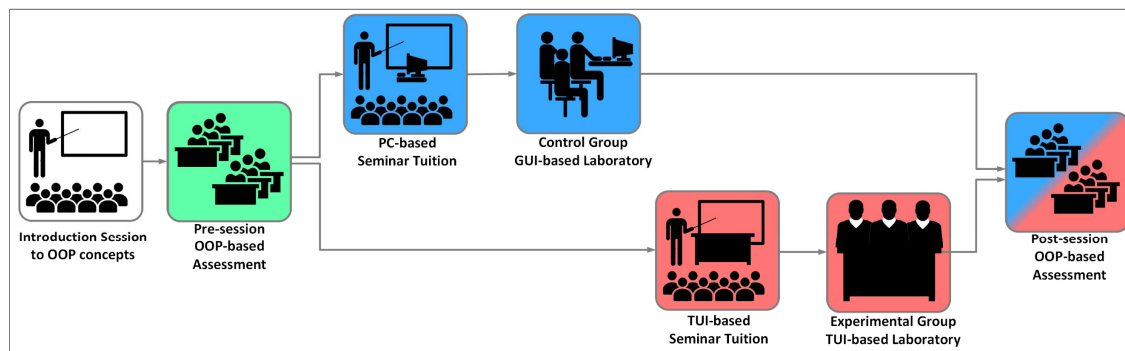 Introduction Session
to OOP concepts
Pre-session
OOP-based
Assessment
PC-based
Seminar Tuition
Control Group
GUI-based Laboratory
TUI-based
Seminar Tuition
Experimental Group
TUI-based Laboratory
Post-session
OOP-based
Assessment